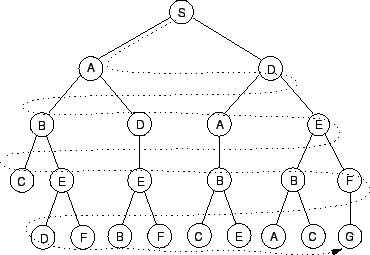 S
A D
B D A E
C E E B B F
D F B F C E A C G